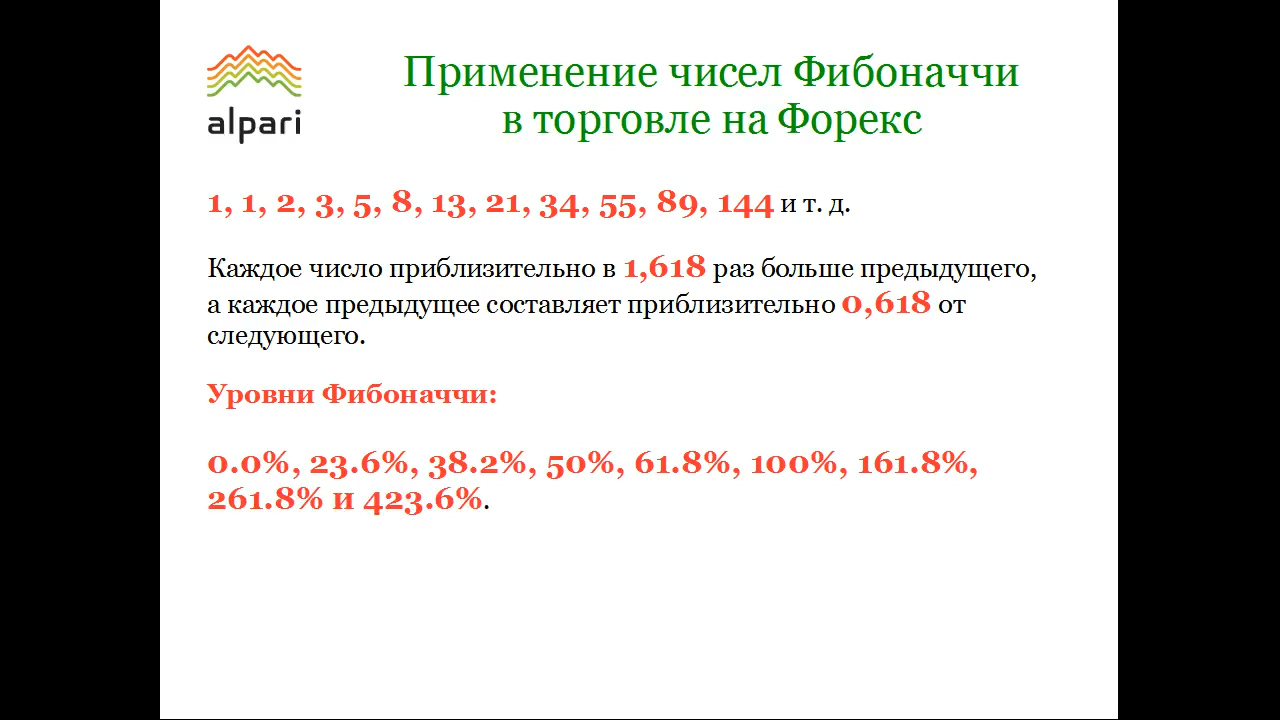 alpari
Применение чисел Фибоначчи
в торговле на Форекс
1, 1, 2, 3, 5, 8, 13, 21, 34, 55, 89, 144 и т. д.
Каждое число приблизительно в 1,618 раз больше предыдущего,
а каждое предыдущее составляет приблизительно 0,618 от
следующего.
Уровни Фибоначчи:
0.0%, 23.6%, 38.2%, 50%, 61.8%, 100%, 161.8%,
261.8% и 423.6%.